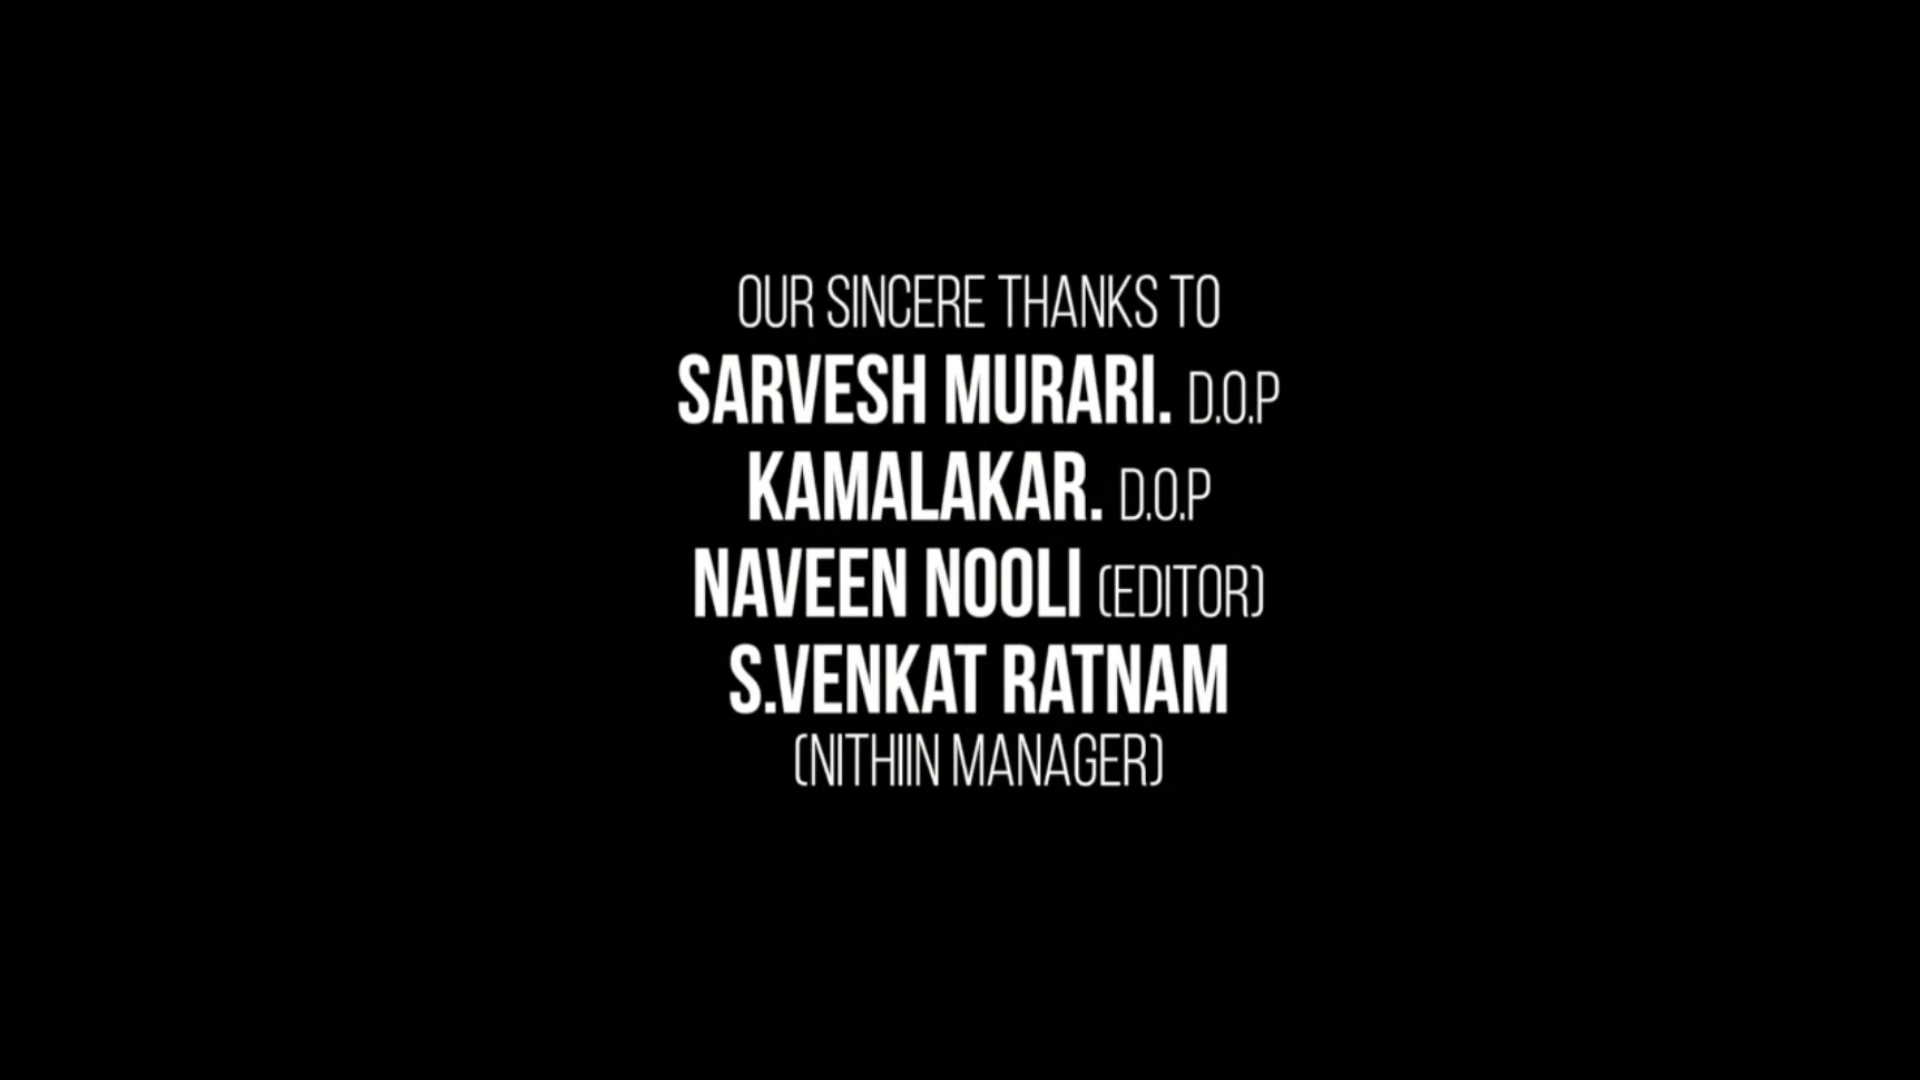 OUR SINCERE THANKS TO
SARVESH MURARI. D.O.P
KAMALAKAR. D.O.P
NAVEEN NOOLI (EDITOR)
S.VENKAT RATNAM
(NITHIIN MANAGER)